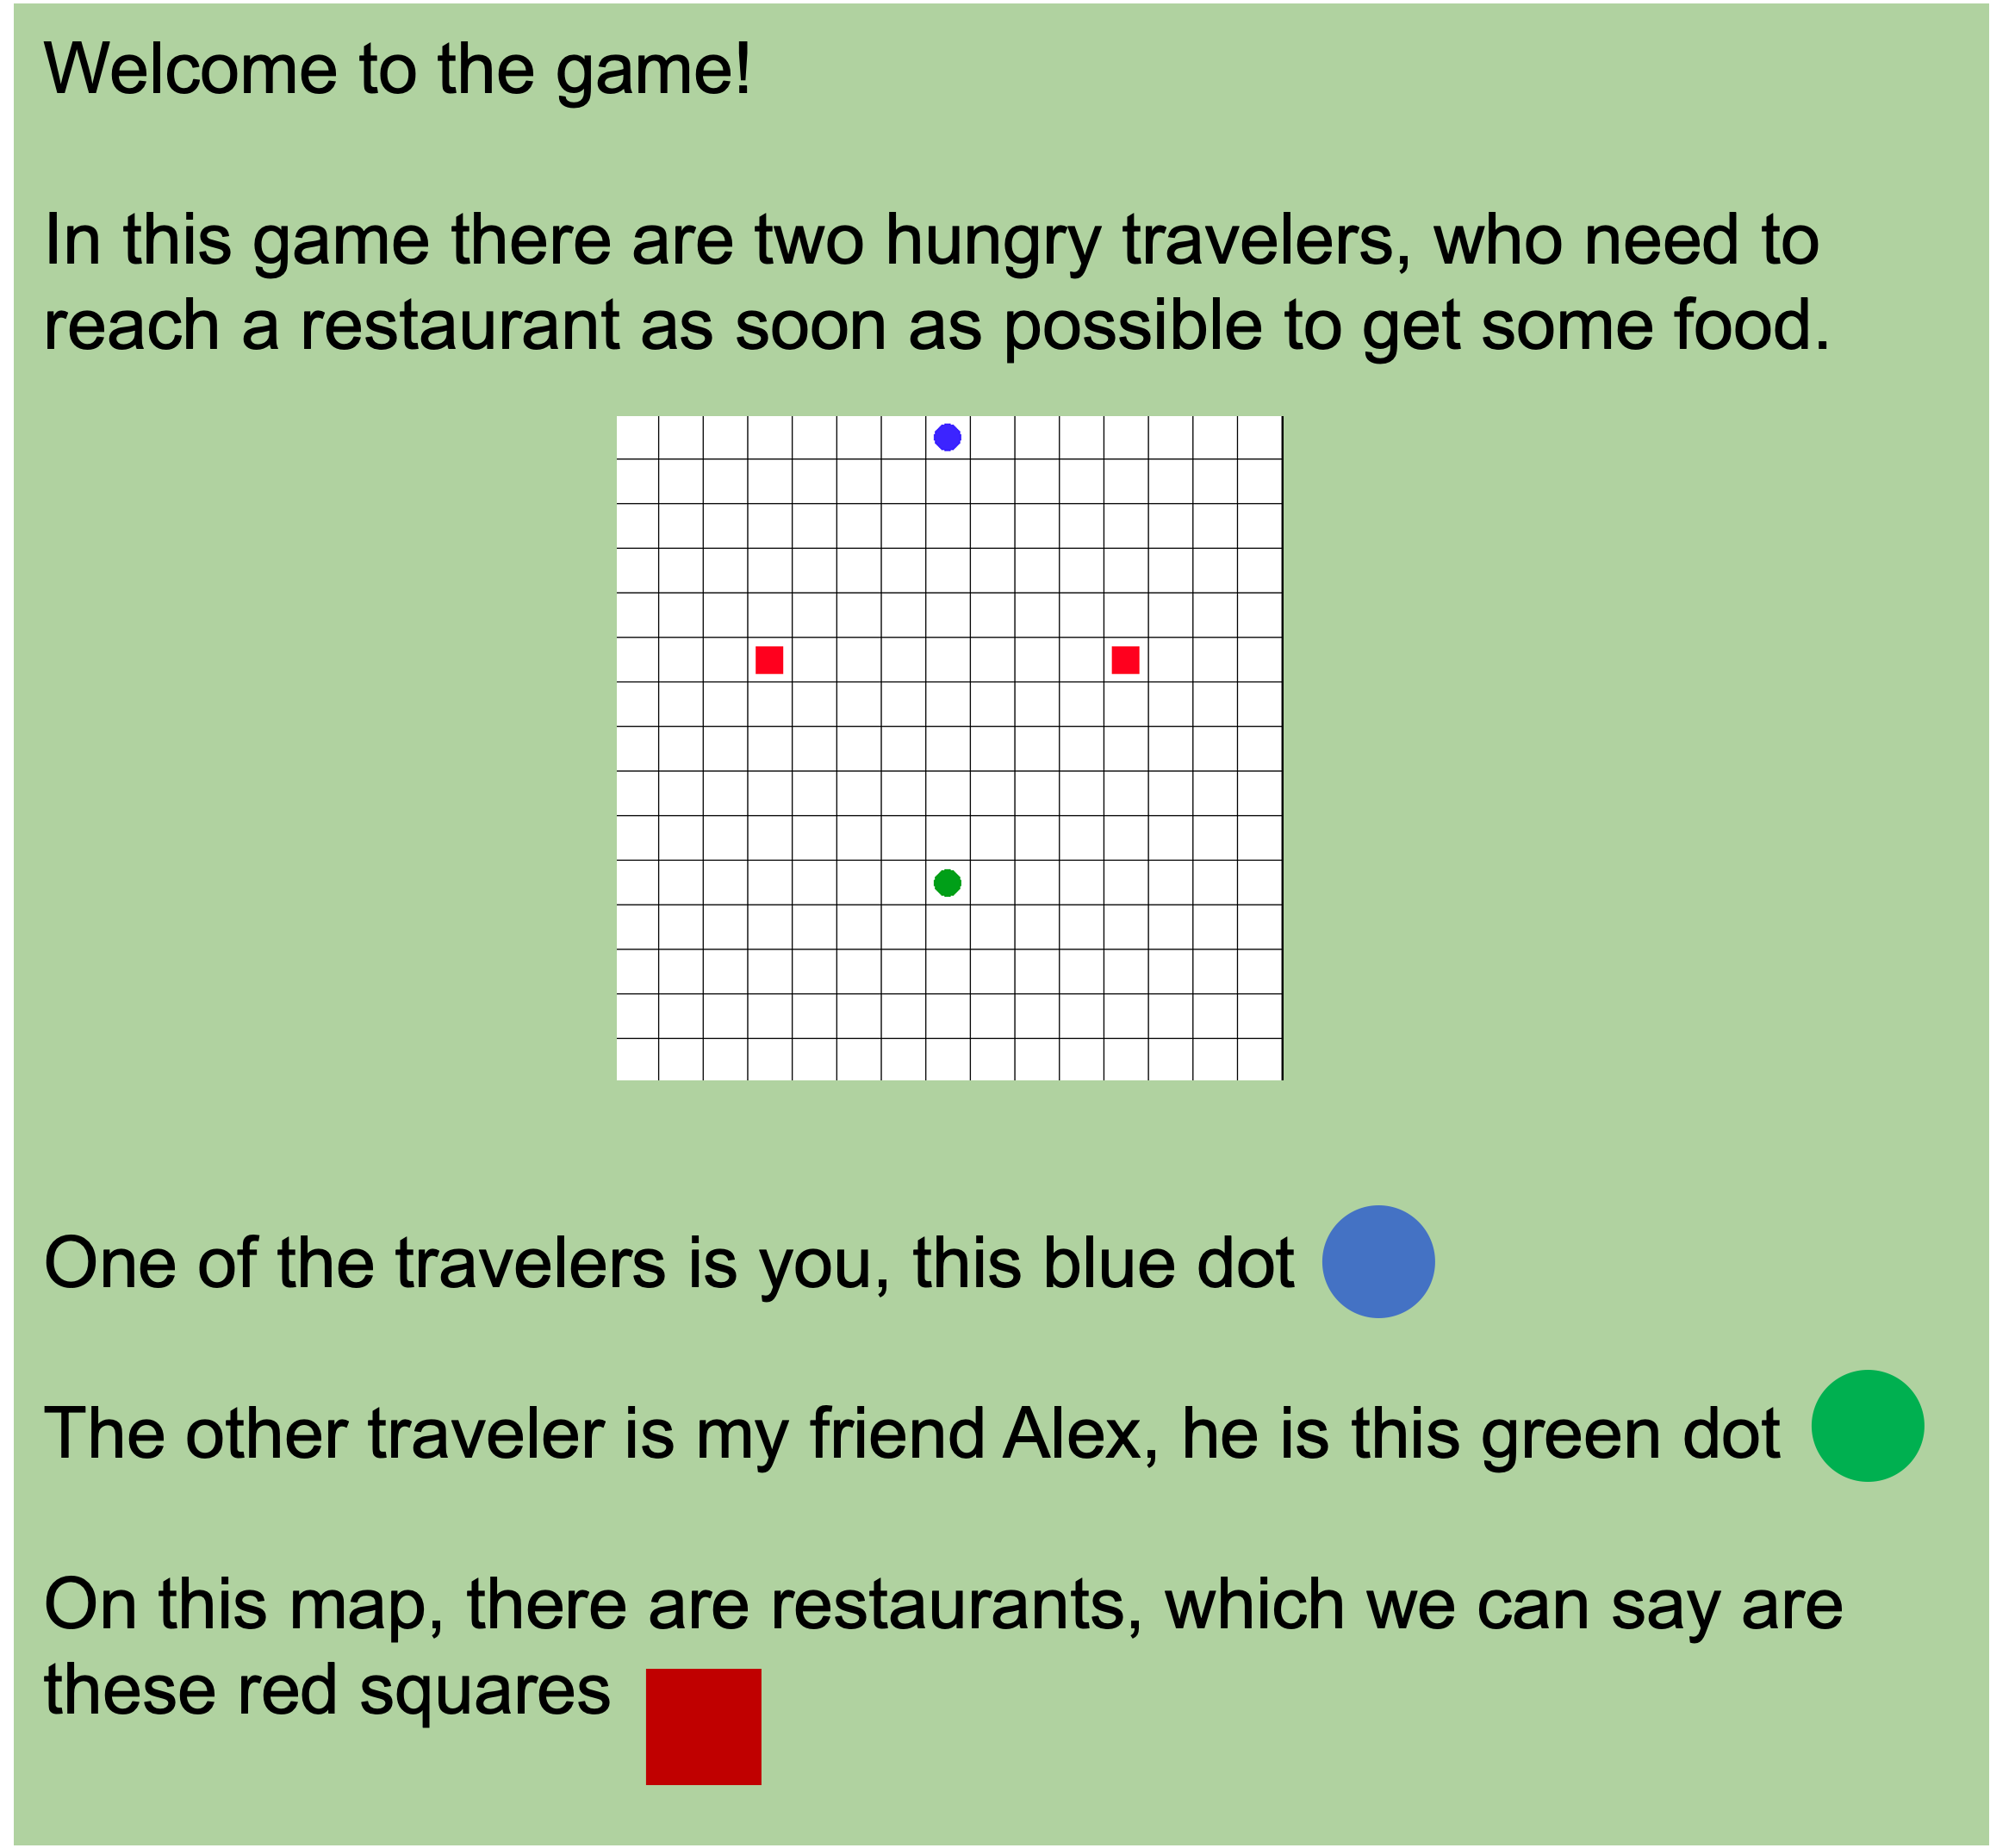 Welcome to the game!
In this game there are two hungry travelers, who need to
reach a restaurant as soon as possible to get some food.
One of the travelers is you, this blue dot
The other traveler is my friend Alex, he is this green dot
On this map, there are restaurants, which we can say are
these red squares